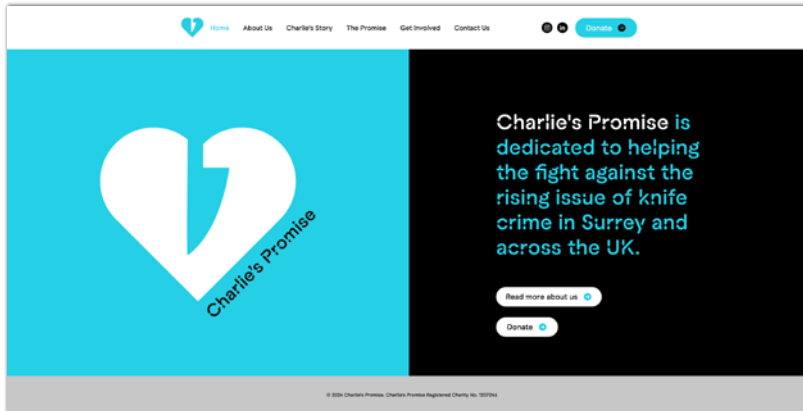 Home About Us Charlie's Story The Promise Get Involved Contact Us Donate
Charlie's Promise
Charlie's Promise is
dedicated to helping
the fight against the
rising issue of knife
crime in Surrey and
across the UK.
Read more about us
Donate
© 2024 Charlie's Promise. Charlie's Promise Registered Charity No.